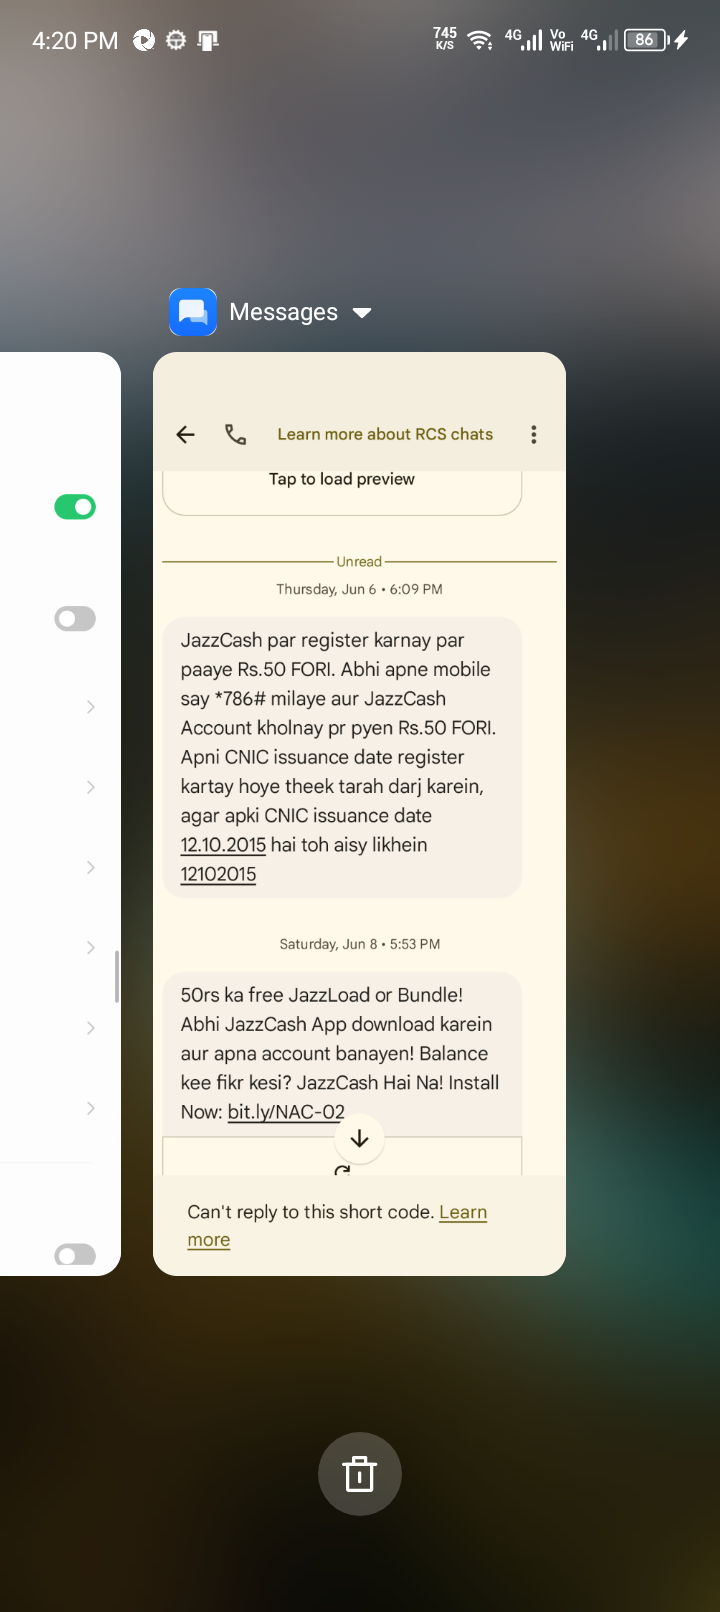 4:20 PM
745
K/S
4G
Vo
WiFi
4G
86
Messages
Learn more about RCS chats
Tap to load preview
Unread
Thursday, Jun 6 • 6:09 PM
JazzCash par register karnay par
paaye Rs.50 FORI. Abhi apne mobile
say *786# milaye aur JazzCash
Account kholnay pr pyen Rs.50 FORI.
Apni CNIC issuance date register
kartay hoye theek tarah darj karein,
agar apki CNIC issuance date
12.10.2015 hai toh aisy likhein
12102015
Saturday, Jun 8 • 5:53 PM
50rs ka free JazzLoad or Bundle!
Abhi JazzCash App download karein
aur apna account banayen! Balance
kee fikr kesi? JazzCash Hai Na! Install
Now: bit.ly/NAC-02
Can't reply to this short code. Learn
more